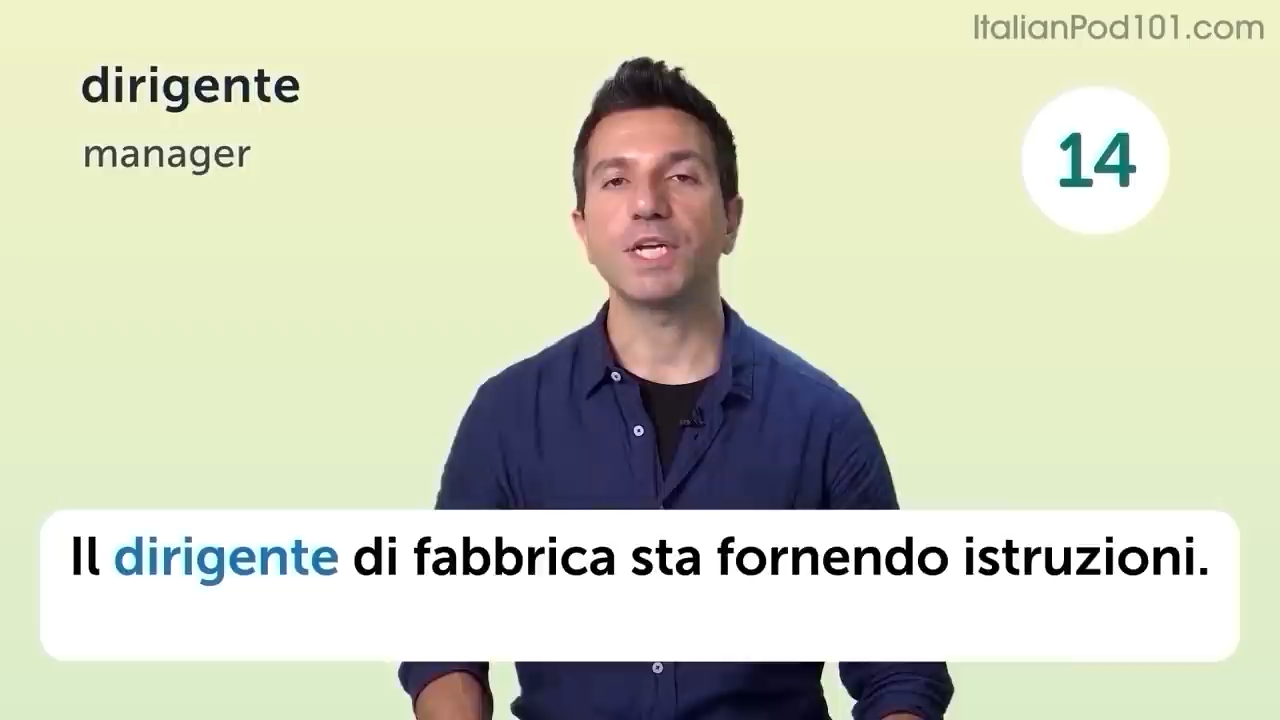 ItalianPod101.com
dirigente
manager
14
Il dirigente di fabbrica sta fornendo istruzioni.